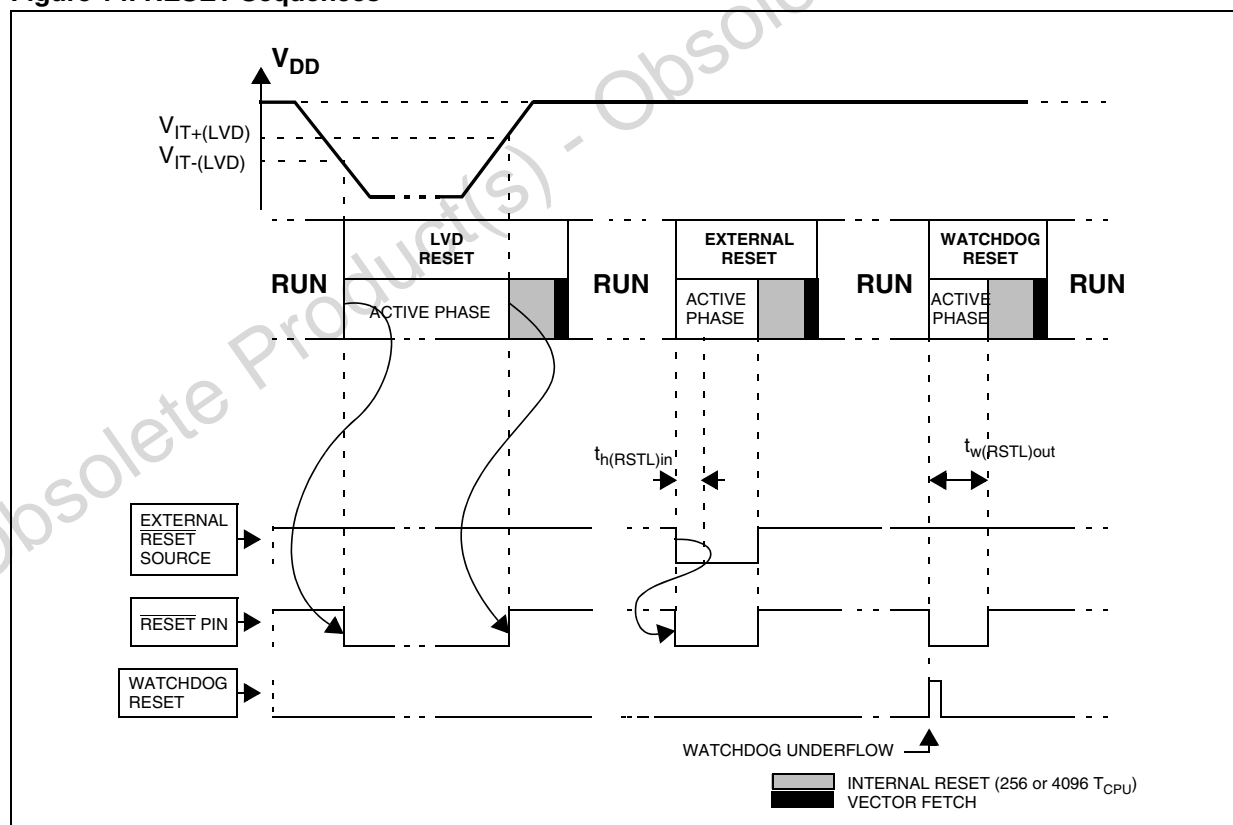 Figure 14. RESET Sequences
VDD
VIT+(LVD)
VIT-(LVD)
LVD
RESET
EXTERNAL
RESET
WATCHDOG
RESET
RUN
ACTIVE PHASE
RUN
ACTIVE
PHASE
RUN
ACTIVE
PHASE
RUN
th(RSTL)in
tw(RSTL)out
EXTERNAL
RESET
SOURCE
RESET PIN
WATCHDOG
RESET
WATCHDOG UNDERFLOW
INTERNAL RESET (256 or 4096 TCPU)
VECTOR FETCH
Obsolete Product(s) - Obsolete